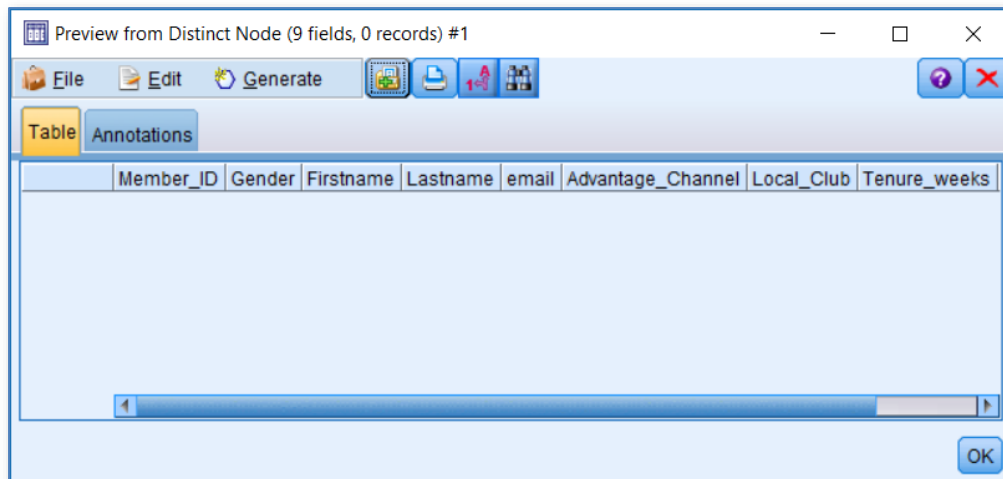 Preview from Distinct Node (9 fields, 0 records) #1
File Edit Generate
Table Annotations
Member_ID Gender Firstname Lastname email Advantage_Channel Local_Club Tenure_weeks
OK